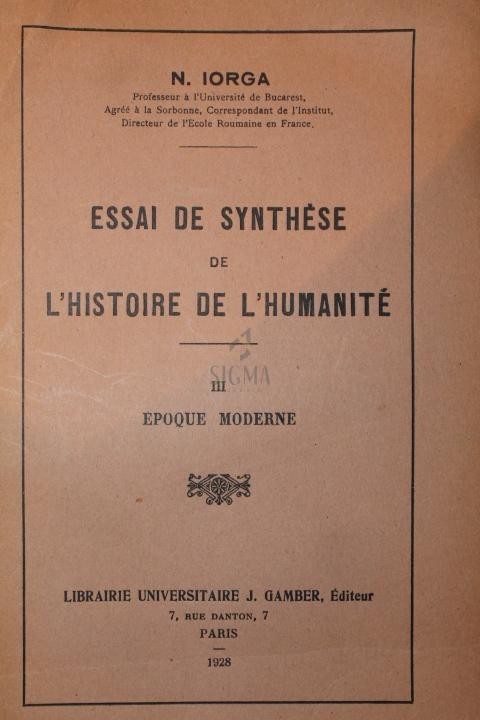 N. IORGA
Professeur à l'Université de Bucarest,
Agréé à la Sorbonne, Correspondant de l'Institut,
Directeur de l'Ecole Roumaine en France.
ESSAI DE SYNTHÈSE
DE
L'HISTOIRE DE L'HUMANITÉ
SIGMA
III
EPOQUE MODERNE
LIBRAIRIE UNIVERSITAIRE J. GAMBER, Éditeur
7, RUE DANTON, 7
PARIS
1928